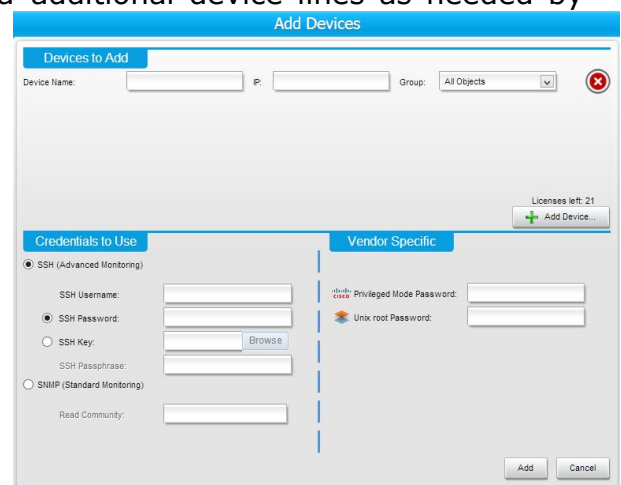 additional device lines as needed by
Add Devices
Devices to Add
Device Name: IP: Group: All Objects
Licenses left: 21
Add Device...
Credentials to Use
SSH (Advanced Monitoring)
SSH Username:
SSH Password:
SSH Key: Browse
SSH Passphrase:
SNMP (Standard Monitoring)
Read Community:
Vendor Specific
CISCO Privileged Mode Password:
Unix root Password:
Add Cancel